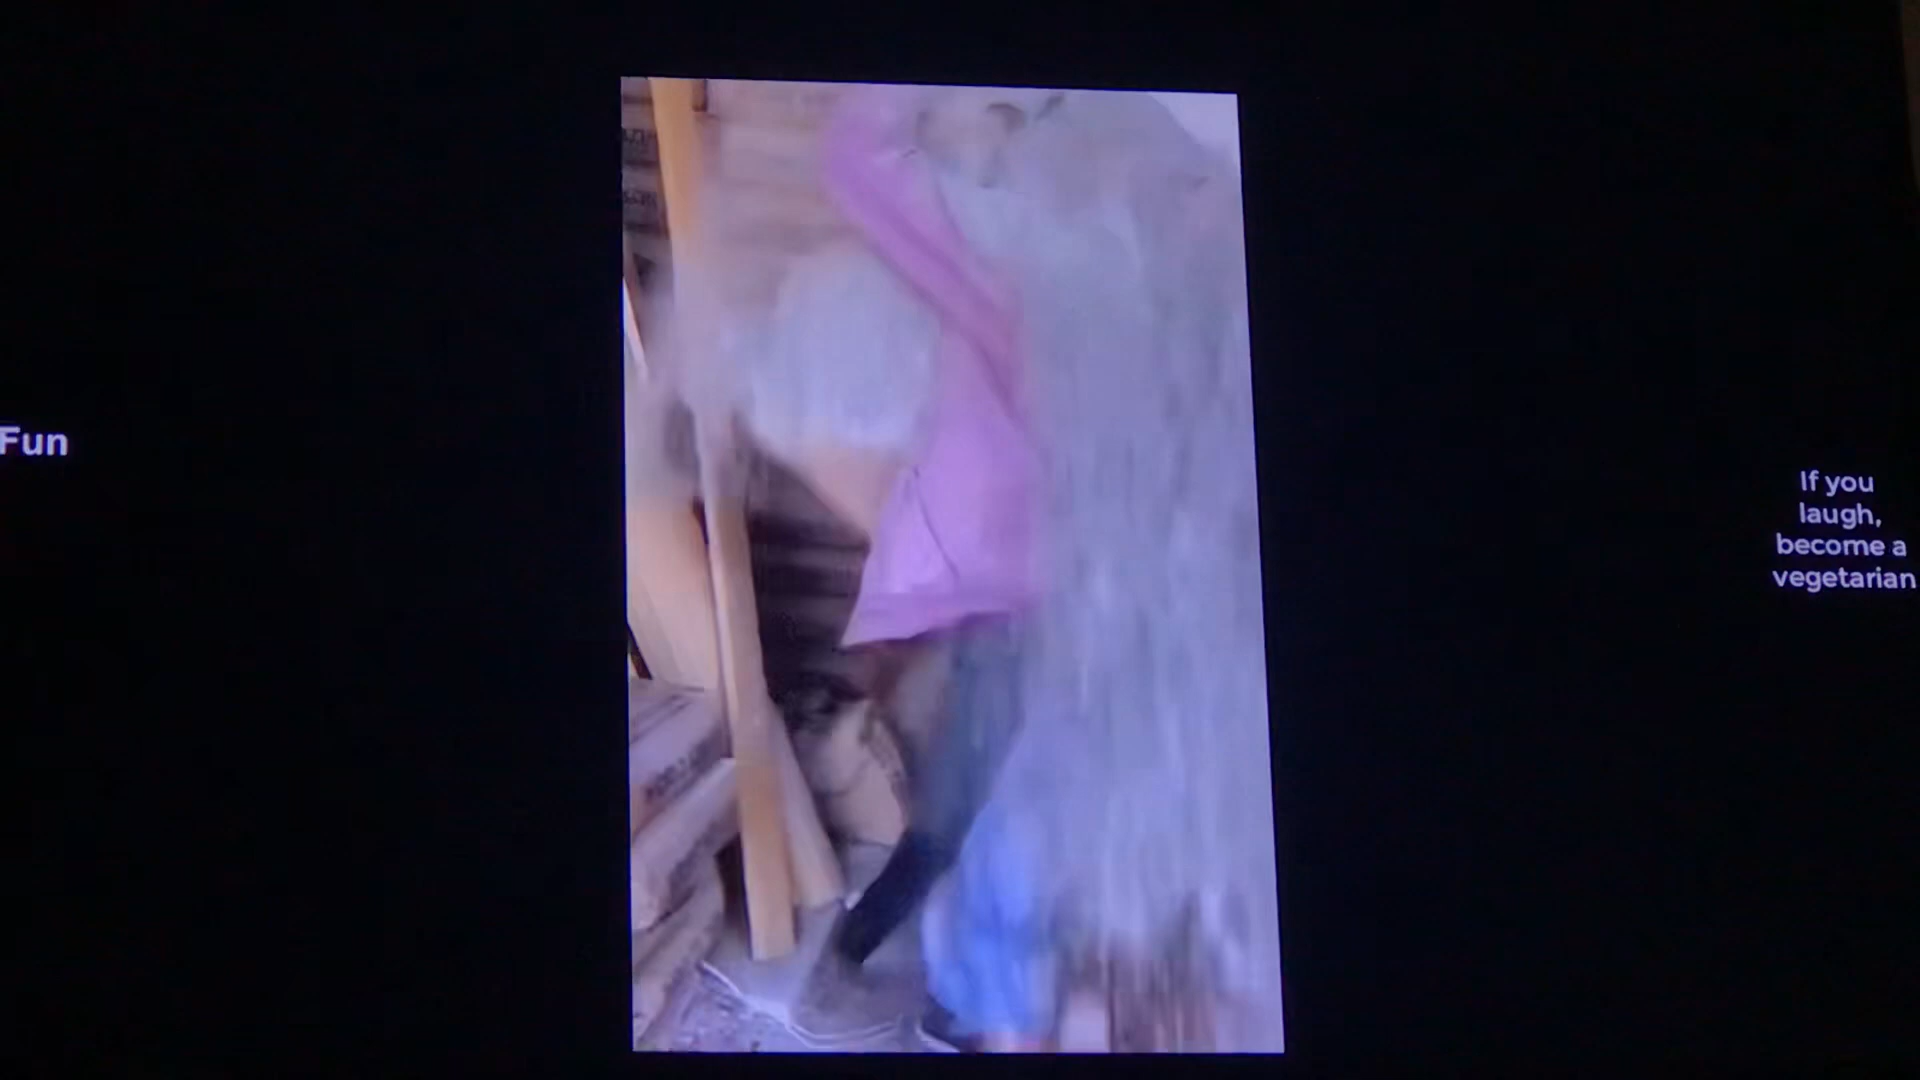 Fun
If you
laugh,
become a
vegetarian